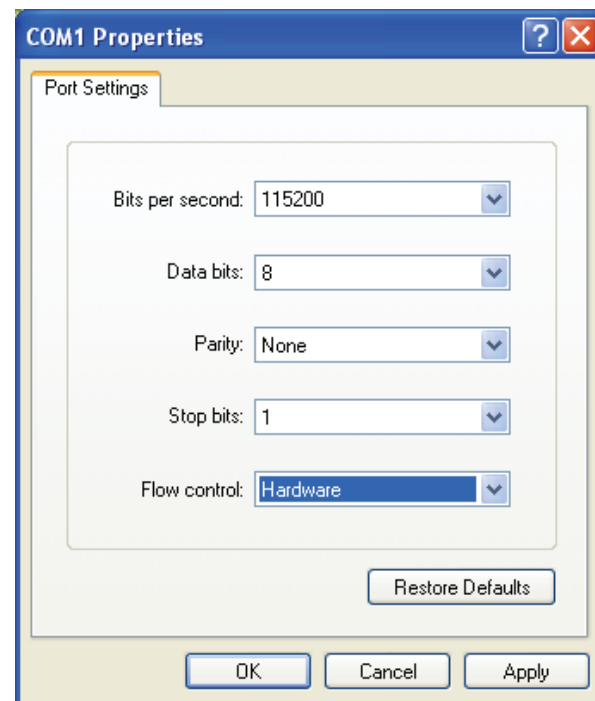 COM1 Properties
Port Settings
Bits per second: 115200
Data bits: 8
Parity: None
Stop bits: 1
Flow control: Hardware
Restore Defaults
OK Cancel Apply